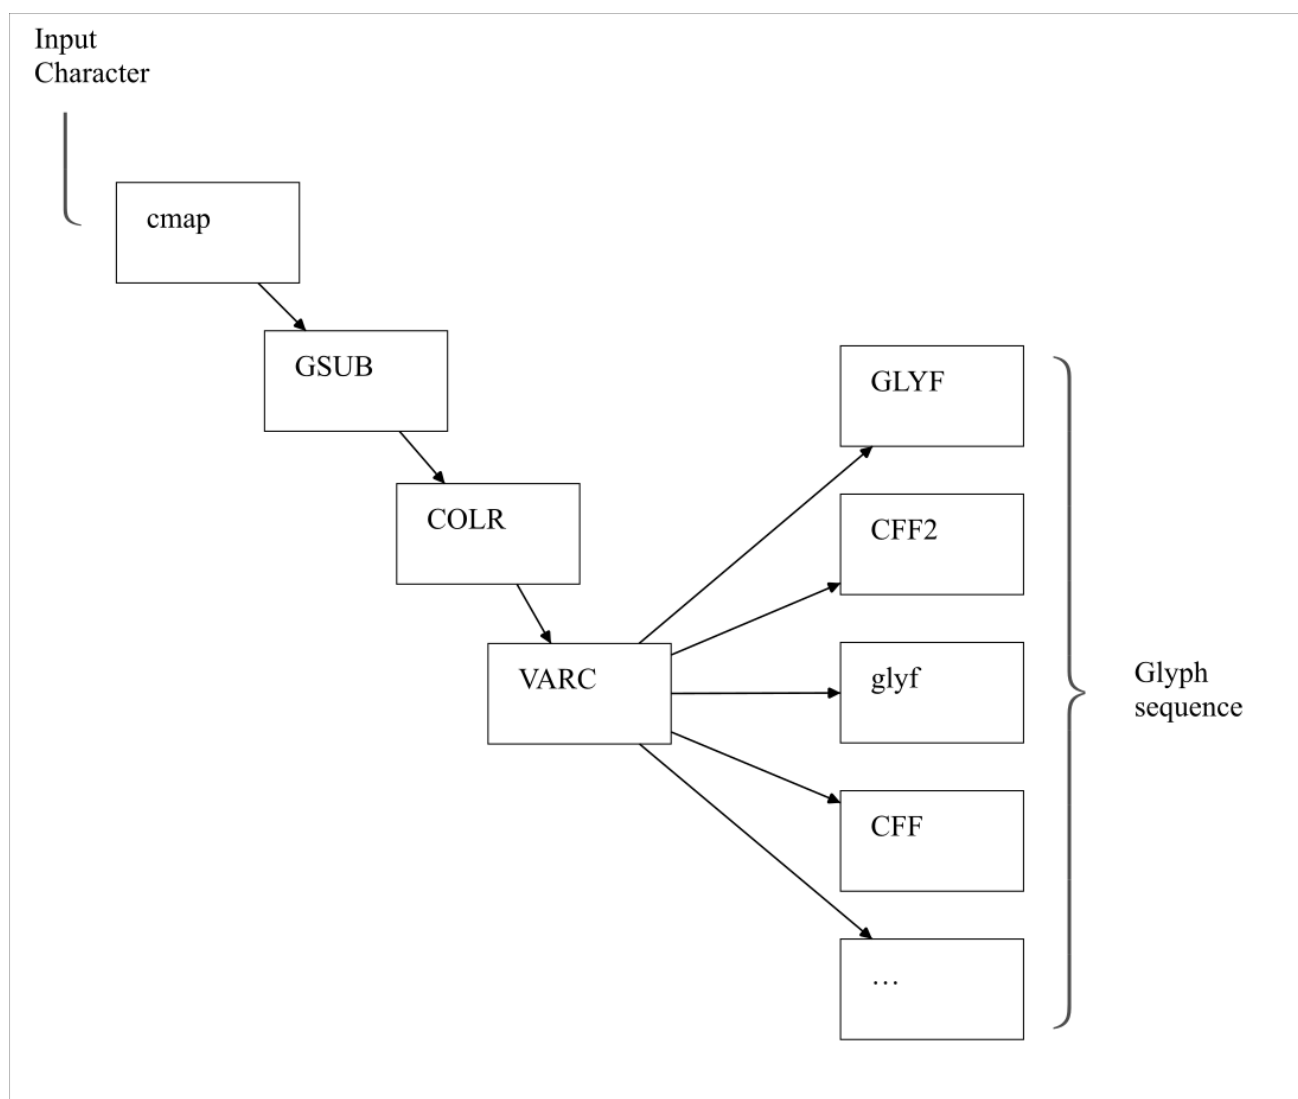 Input
Character
cmap
GSUB
COLR
VARC
GLYF
CFF2
glyf
CFF
…
Glyph
sequence